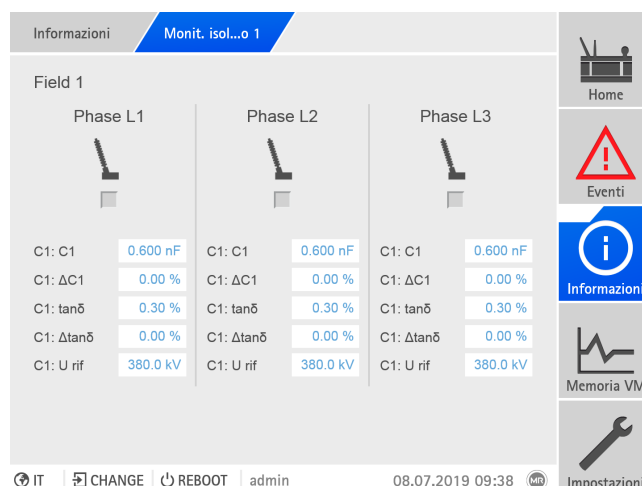 Informazioni
Monit. isol...o 1
Field 1
Phase L1
Phase L2
Phase L3
C1: C1 0.600 nF C1: C1 0.600 nF C1: C1 0.600 nF
C1: ΔC1 0.00 % C1: ΔC1 0.00 % C1: ΔC1 0.00 %
C1: tanδ 0.30 % C1: tanδ 0.30 % C1: tanδ 0.30 %
C1: Δtanδ 0.00 % C1: Δtanδ 0.00 % C1: Δtanδ 0.00 %
C1: U rif 380.0 kV C1: U rif 380.0 kV C1: U rif 380.0 kV
Home
Eventi
Informazioni
Memoria VM
Impostazioni
IT CHANGE REBOOT admin 08.07.2019 09:38 MR